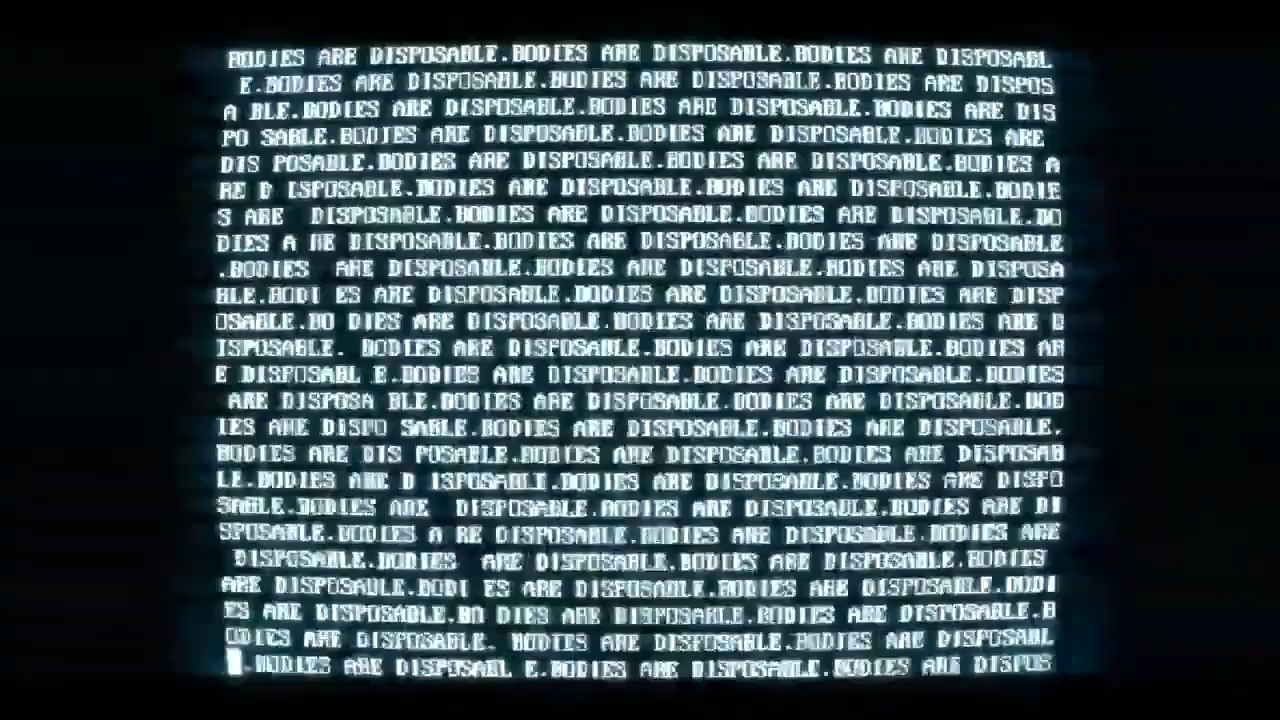 BODIES ARE DISPOSABLE.BODIES ARE DISPOSABLE.BODIES ARE DISPOSABL
E.BODIES ARE DISPOSABLE.BODIES ARE DISPOSABLE.BODIES ARE DISPOS
A BLE.BODIES ARE DISPOSABLE.BODIES ARE DISPOSABLE.BODIES ARE DIS
PO SABLE.BODIES ARE DISPOSABLE.BODIES ARE DISPOSABLE.BODIES ARE
DIS POSABLE.BODIES ARE DISPOSABLE.BODIES ARE DISPOSABLE.BODIES A
RE D ISPOSABLE.BODIES ARE DISPOSABLE.BODIES ARE DISPOSABLE.BODIE
S ARE  DISPOSABLE.BODIES ARE DISPOSABLE.BODIES ARE DISPOSABLE.BO
DIES A RE DISPOSABLE.BODIES ARE DISPOSABLE.BODIES ARE DISPOSABLE
.BODIES  ARE DISPOSABLE.BODIES ARE DISPOSABLE.BODIES ARE DISPOSA
BLE.BODI ES ARE DISPOSABLE.BODIES ARE DISPOSABLE.BODIES ARE DISP
OSABLE.BO DIES ARE DISPOSABLE.BODIES ARE DISPOSABLE.BODIES ARE D
ISPOSABLE. BODIES ARE DISPOSABLE.BODIES ARE DISPOSABLE.BODIES AR
E DISPOSABL E.BODIES ARE DISPOSABLE.BODIES ARE DISPOSABLE.BODIES
ARE DISPOSA BLE.BODIES ARE DISPOSABLE.BODIES ARE DISPOSABLE.BOD
IES ARE DISPO SABLE.BODIES ARE DISPOSABLE.BODIES ARE DISPOSABLE.
BODIES ARE DIS POSABLE.BODIES ARE DISPOSABLE.BODIES ARE DISPOSAB
LE.BODIES ARE D ISPOSABLE.BODIES ARE DISPOSABLE.BODIES ARE DISPO
SABLE.BODIES ARE  DISPOSABLE.BODIES ARE DISPOSABLE.BODIES ARE DI
SPOSABLE.BODIES A RE DISPOSABLE.BODIES ARE DISPOSABLE.BODIES ARE
DISPOSABLE.BODIES  ARE DISPOSABLE.BODIES ARE DISPOSABLE.BODIES
ARE DISPOSABLE.BODI ES ARE DISPOSABLE.BODIES ARE DISPOSABLE.BODI
ES ARE DISPOSABLE.BO DIES ARE DISPOSABLE.BODIES ARE DISPOSABLE.B
ODIES ARE DISPOSABLE. BODIES ARE DISPOSABLE.BODIES ARE DISPOSABL
.BODIES ARE DISPOSABL E.BODIES ARE DISPOSABLE.BODIES ARE DISPOS